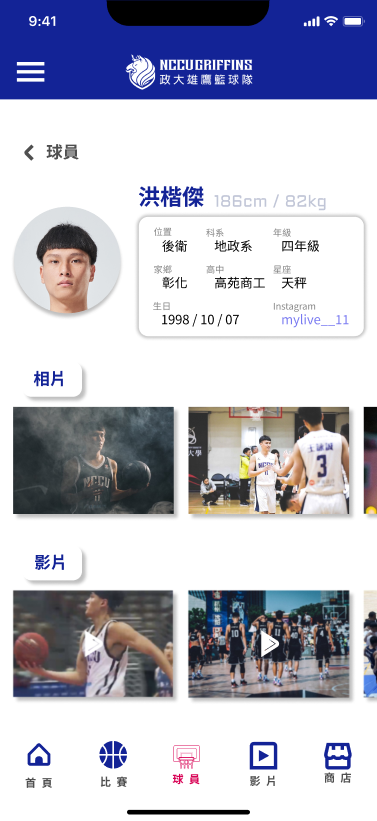 9:41
NCCU GRIFFINS
政大雄鷹籃球隊
球員
洪楷傑 186cm / 82kg
位置 科系 年級
後衛 地政系 四年級
家鄉 高中 星座
彰化 高苑商工 天秤
生日 Instagram
1998 / 10 / 07 mylive__11
相片
NCCU
NCCU
3
大學
影片
10
11
首頁 比賽 球員 影片 商店